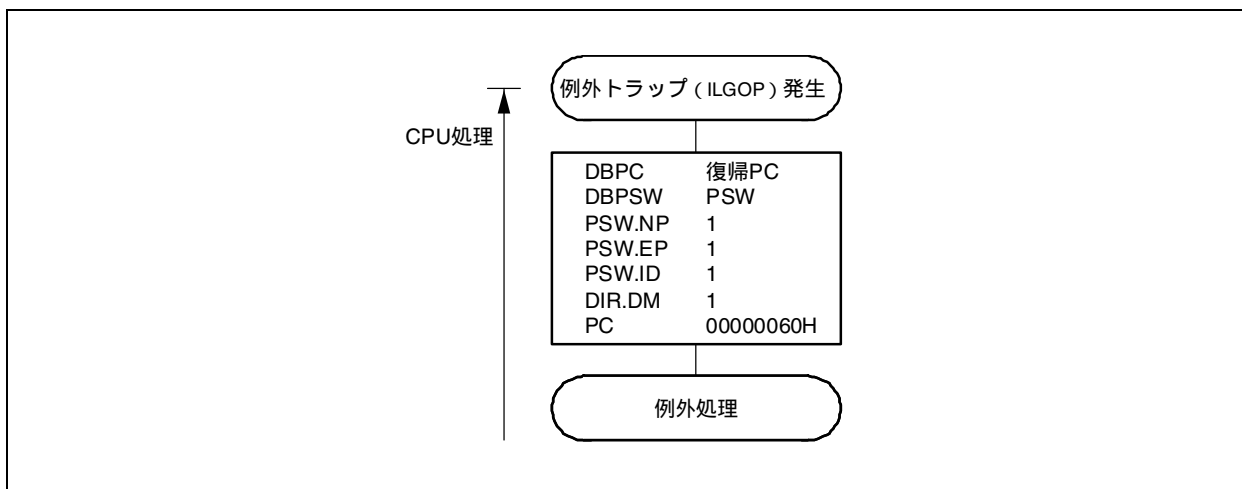 例外トラップ（ILGOP）発生
CPU処理
DBPC 復帰PC
DBPSW PSW
PSW.NP 1
PSW.EP 1
PSW.ID 1
DIR.DM 1
PC 00000060H
例外処理